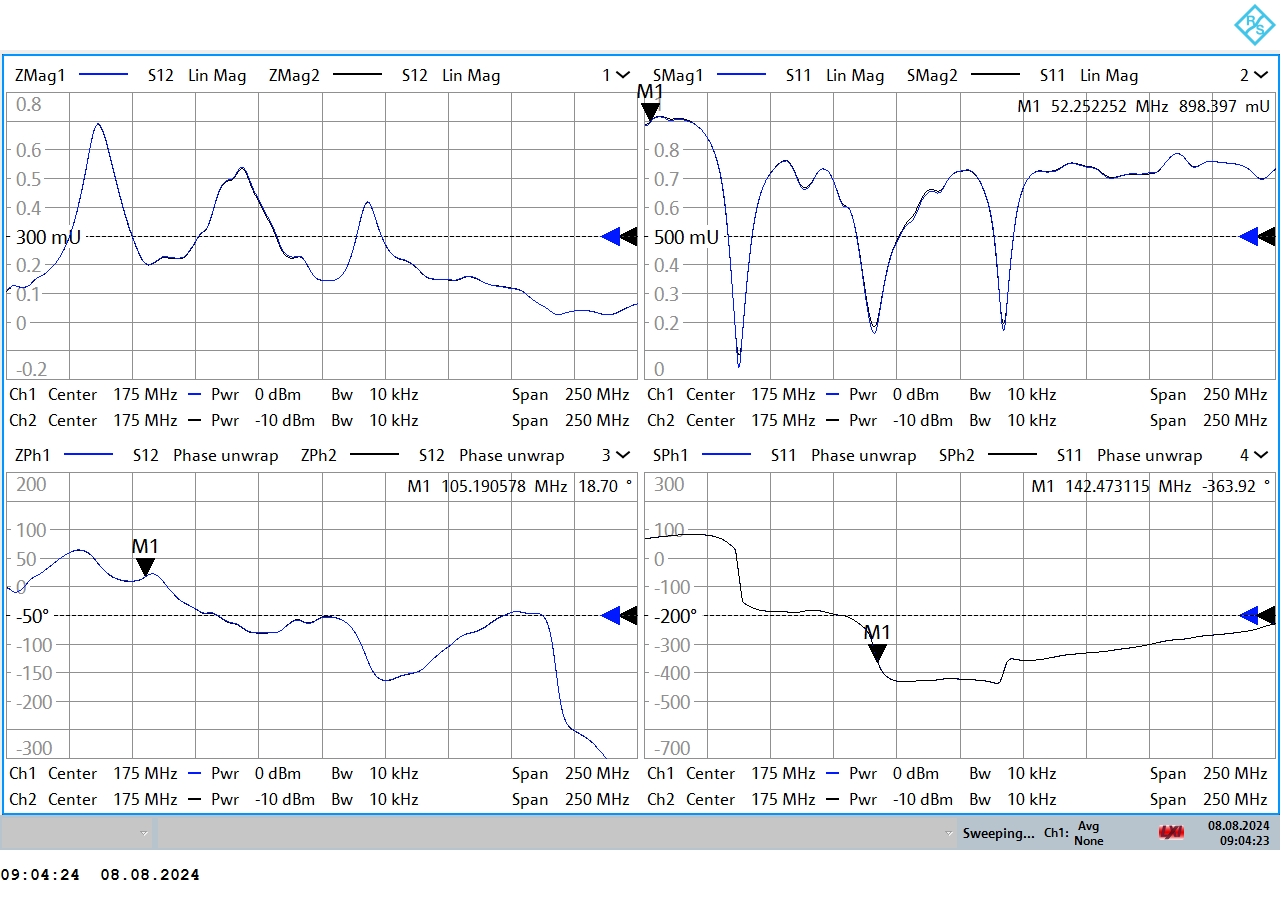 R S
ZMag1 S12 Lin Mag ZMag2 S12 Lin Mag 1
0.8
0.6
0.5
0.4
300 mU
0.2
0.1
0
-0.2
Ch1 Center 175 MHz Pwr 0 dBm Bw 10 kHz Span 250 MHz
Ch2 Center 175 MHz Pwr -10 dBm Bw 10 kHz Span 250 MHz
SMag1 S11 Lin Mag SMag2 S11 Lin Mag 2
M1
1
M1 52.252252 MHz 898.397 mU
0.8
0.7
0.6
500 mU
0.4
0.3
0.2
0
Ch1 Center 175 MHz Pwr 0 dBm Bw 10 kHz Span 250 MHz
Ch2 Center 175 MHz Pwr -10 dBm Bw 10 kHz Span 250 MHz
ZPh1 S12 Phase unwrap ZPh2 S12 Phase unwrap 3
200
M1 105.190578 MHz 18.70 °
100
M1
50
0
-50°
-100
-150
-200
-300
Ch1 Center 175 MHz Pwr 0 dBm Bw 10 kHz Span 250 MHz
Ch2 Center 175 MHz Pwr -10 dBm Bw 10 kHz Span 250 MHz
SPh1 S11 Phase unwrap SPh2 S11 Phase unwrap 4
300
M1 142.473115 MHz -363.92 °
100
0
-100
-200°
M1
-300
-400
-500
-700
Ch1 Center 175 MHz Pwr 0 dBm Bw 10 kHz Span 250 MHz
Ch2 Center 175 MHz Pwr -10 dBm Bw 10 kHz Span 250 MHz
Sweeping... Ch1: Avg None
LXI
08.08.2024
09:04:23
09:04:24 08.08.2024